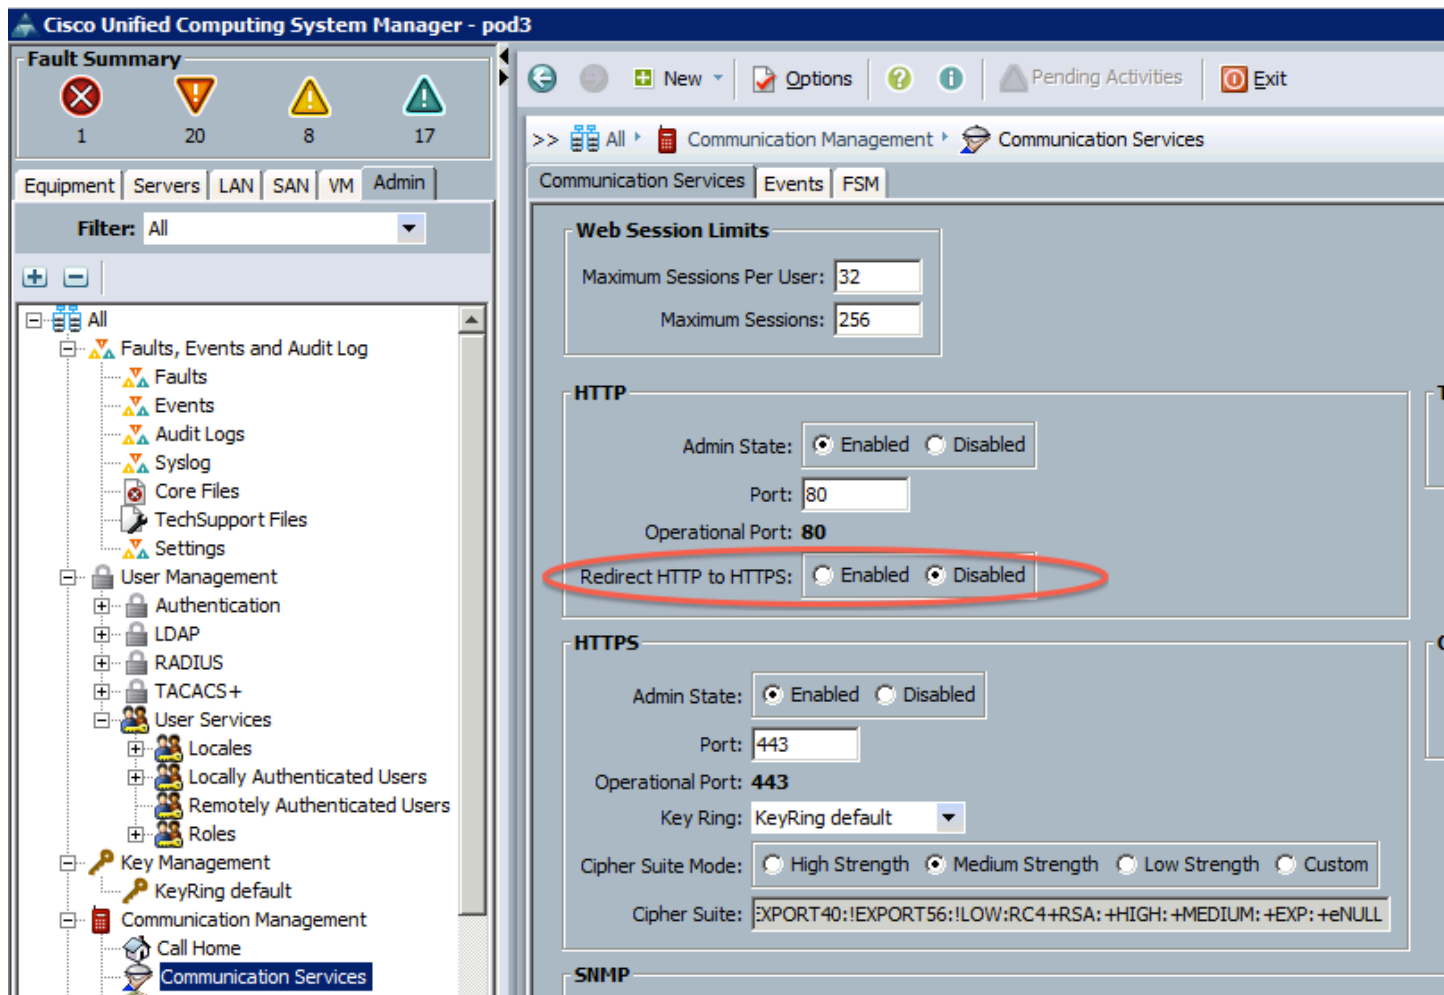 Cisco Unified Computing System Manager - pod3
Fault Summary
1 20 8 17
Equipment Servers LAN SAN VM Admin
Filter: All
All
Faults, Events and Audit Log
Faults
Events
Audit Logs
Syslog
Core Files
TechSupport Files
Settings
User Management
Authentication
LDAP
RADIUS
TACACS+
User Services
Locales
Locally Authenticated Users
Remotely Authenticated Users
Roles
Key Management
KeyRing default
Communication Management
Call Home
Communication Services
New Options Pending Activities Exit
>> All Communication Management Communication Services
Communication Services Events FSM
Web Session Limits
Maximum Sessions Per User: 32
Maximum Sessions: 256
HTTP
Admin State: Enabled Disabled
Port: 80
Operational Port: 80
Redirect HTTP to HTTPS: Enabled Disabled
HTTPS
Admin State: Enabled Disabled
Port: 443
Operational Port: 443
Key Ring: KeyRing default
Cipher Suite Mode: High Strength Medium Strength Low Strength Custom
Cipher Suite: EXPORT40:!EXPORT56:!LOW:RC4+RSA:+HIGH:+MEDIUM:+EXP:+eNULL
SNMP